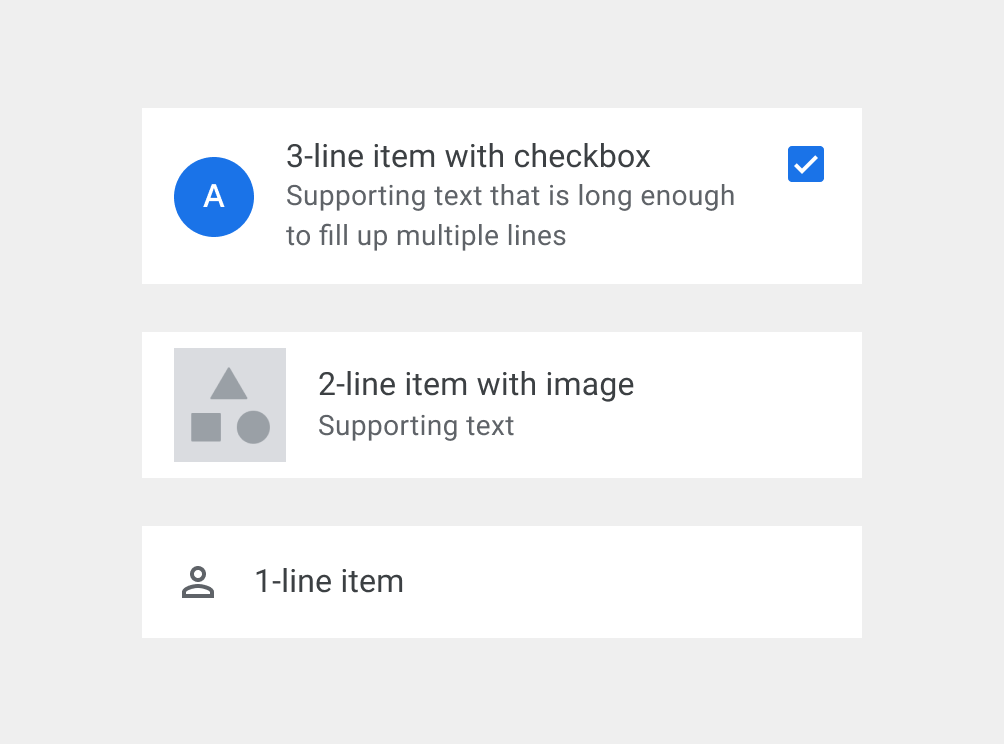 A
3-line item with checkbox
Supporting text that is long enough
to fill up multiple lines
2-line item with image
Supporting text
1-line item